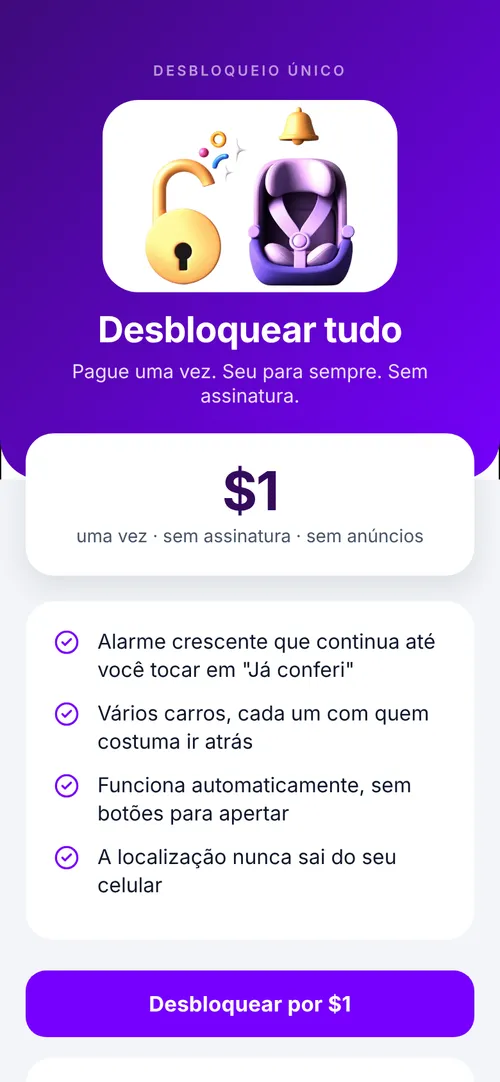 DESBLOQUEIO ÚNICO
Desbloquear tudo
Pague uma vez. Seu para sempre. Sem
assinatura.
$1
uma vez · sem assinatura · sem anúncios
Alarme crescente que continua até
você tocar em "Já conferi"
Vários carros, cada um com quem
costuma ir atrás
Funciona automaticamente, sem
botões para apertar
A localização nunca sai do seu
celular
Desbloquear por $1